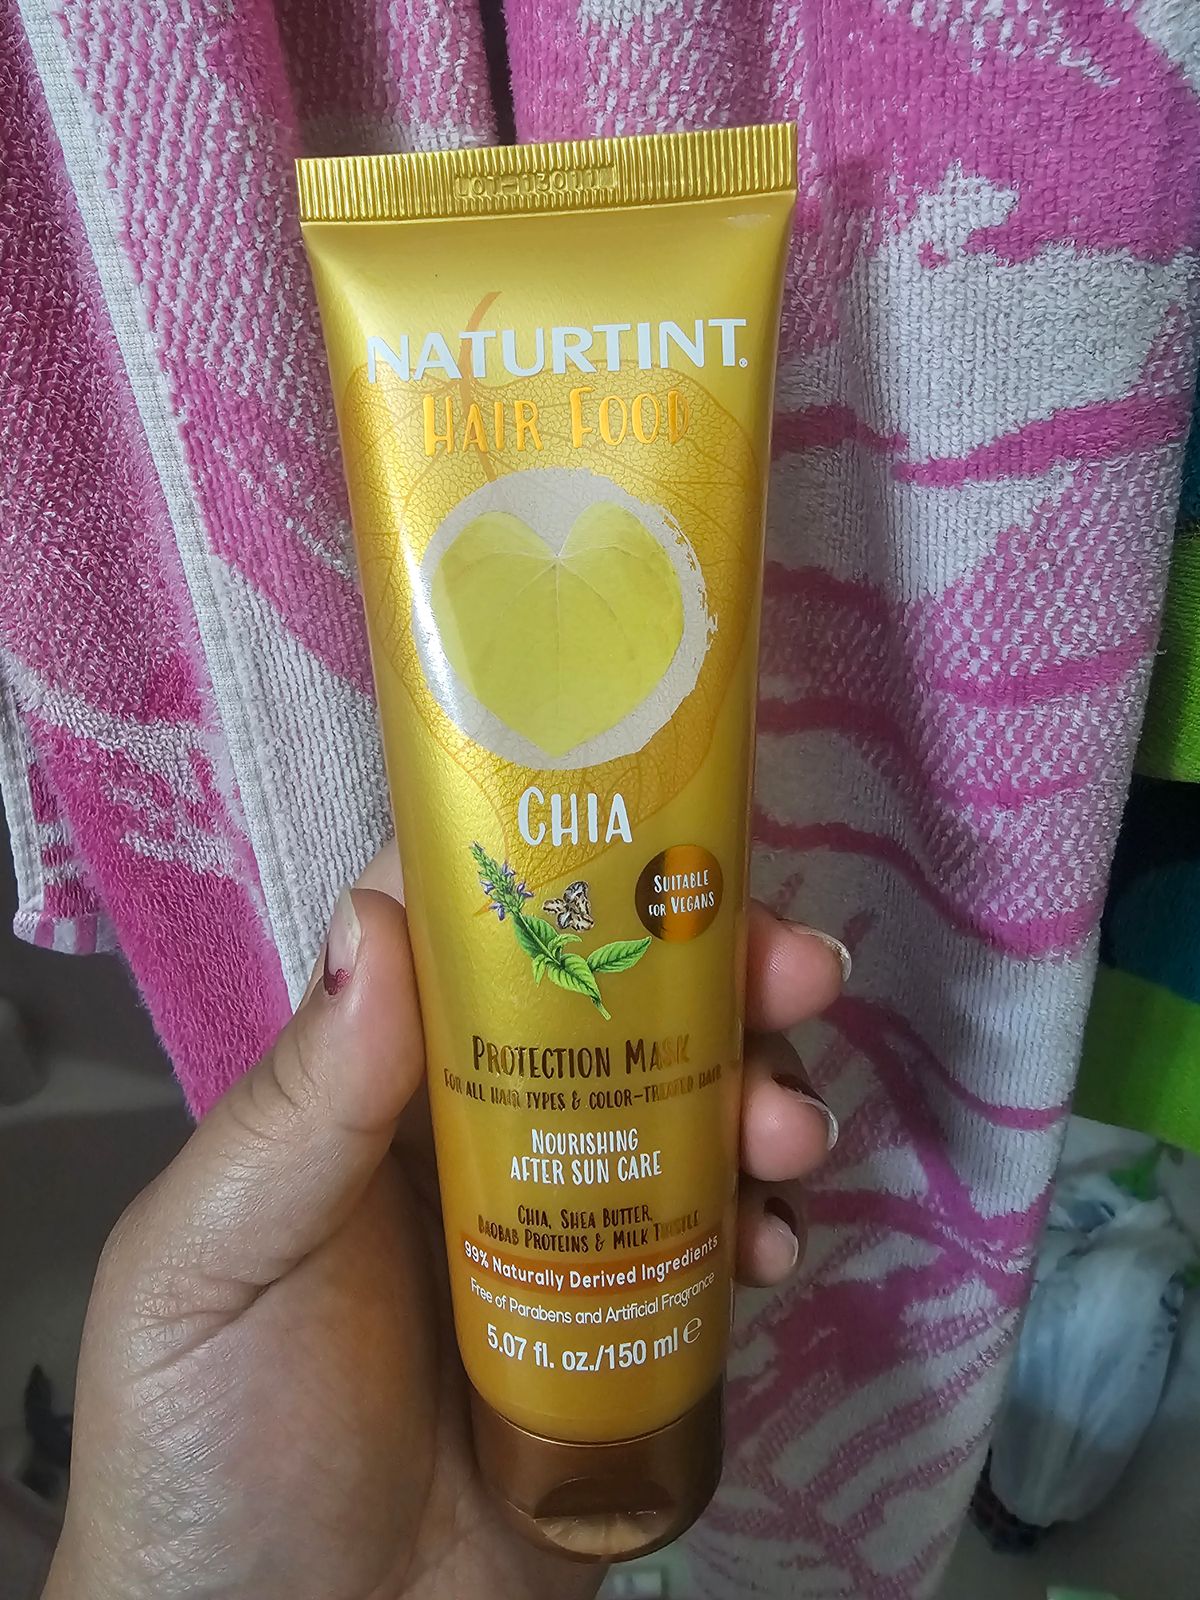 NATURTINT®
HAIR FOOD
CHIA
SUITABLE
FOR VEGANS
PROTECTION MASK
FOR ALL HAIR TYPES & COLOR-TREATED HAIR
NOURISHING
AFTER SUN CARE
CHIA, SHEA BUTTER,
BAOBAB PROTEINS & MILK THISTLE
99% Naturally Derived Ingredients
Free of Parabens and Artificial Fragrance
5.07 fl. oz./150 ml ℮